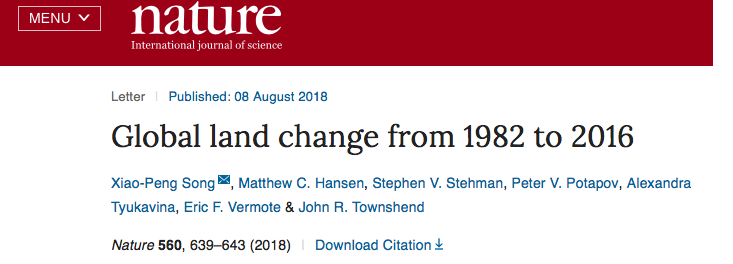 MENU
nature
International journal of science
Letter | Published: 08 August 2018
Global land change from 1982 to 2016
Xiao-Peng Song, Matthew C. Hansen, Stephen V. Stehman, Peter V. Potapov, Alexandra
Tyukavina, Eric F. Vermote & John R. Townshend
Nature 560, 639–643 (2018) | Download Citation